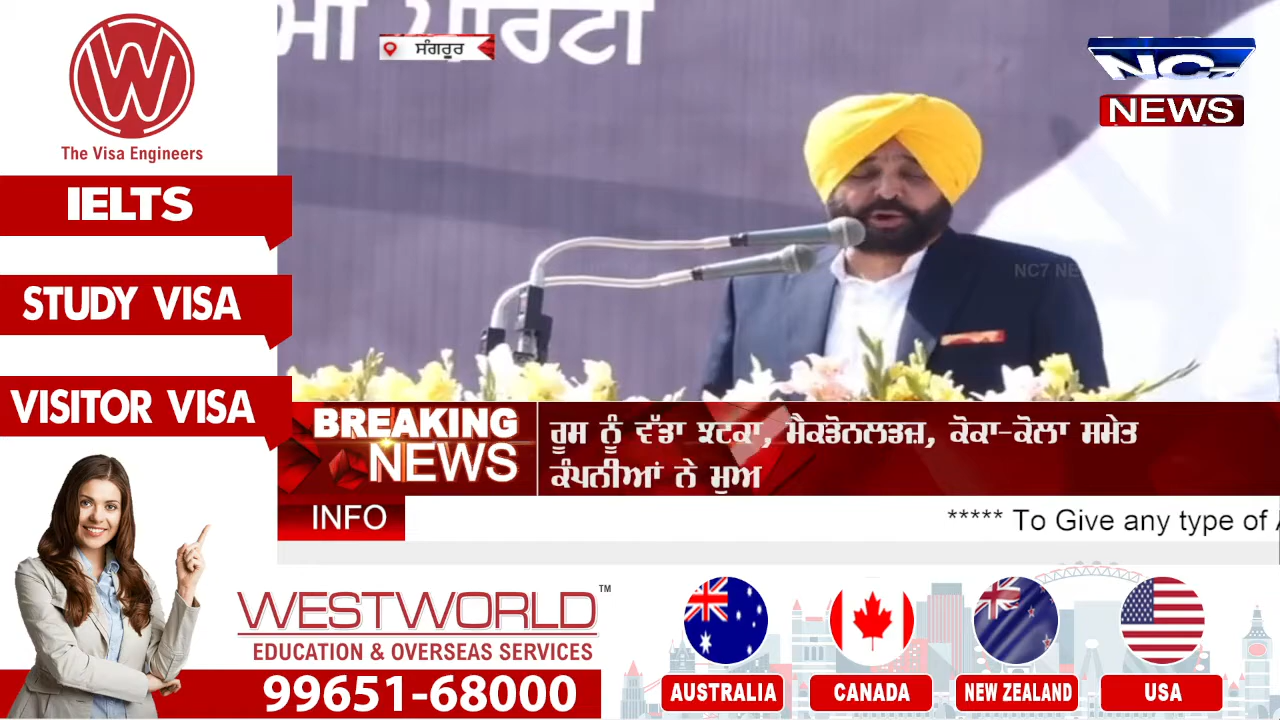 ਮੀ ਪਾਰਟੀ
ਸੰਗਰੂਰ
NC7
NEWS
The Visa Engineers
IELTS
STUDY VISA
VISITOR VISA
NC7 NE
BREAKING
NEWS
ਰੂਸ ਨੂੰ ਵੱਡਾ ਝਟਕਾ, ਮੈਕਡੋਨਲਡਜ਼, ਕੋਕਾ-ਕੋਲਾ ਸਮੇਤ
ਕੰਪਨੀਆਂ ਨੇ ਮੁਅ
INFO
***** To Give any type of
WESTWORLD™
EDUCATION & OVERSEAS SERVICES
99651-68000
AUSTRALIA
CANADA
NEW ZEALAND
USA